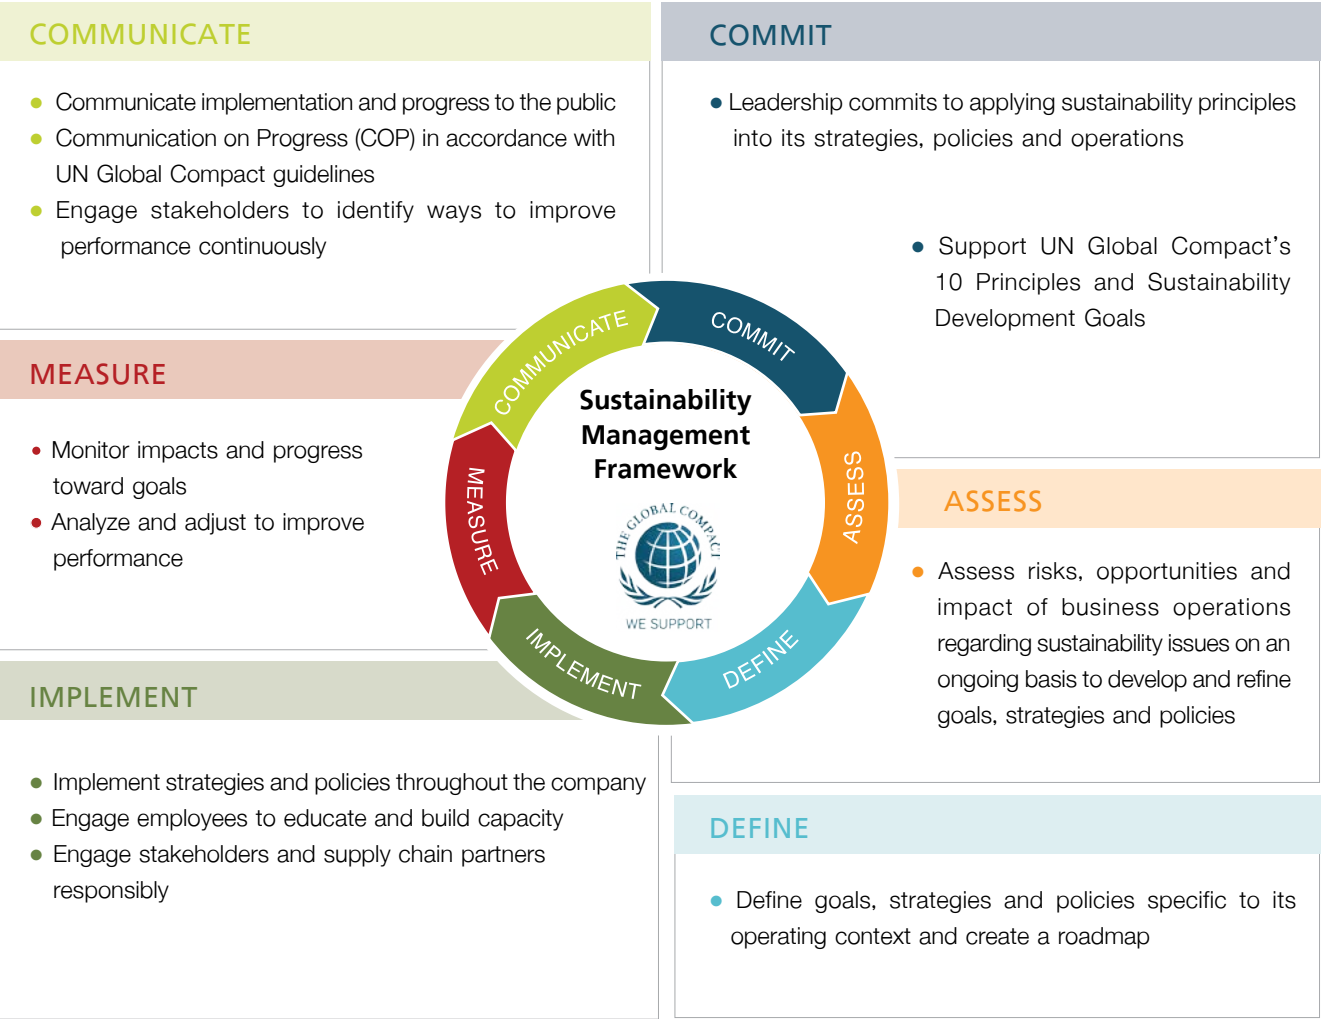 COMMUNICATE
● Communicate implementation and progress to the public
● Communication on Progress (COP) in accordance with
UN Global Compact guidelines
● Engage stakeholders to identify ways to improve
performance continuously
COMMIT
● Leadership commits to applying sustainability principles
into its strategies, policies and operations
● Support UN Global Compact’s
10 Principles and Sustainability
Development Goals
MEASURE
● Monitor impacts and progress
toward goals
● Analyze and adjust to improve
performance
COMMUNICATE
COMMIT
ASSESS
DEFINE
IMPLEMENT
MEASURE
Sustainability
Management
Framework
THE GLOBAL COMPACT
WE SUPPORT
ASSESS
● Assess risks, opportunities and
impact of business operations
regarding sustainability issues on an
ongoing basis to develop and refine
goals, strategies and policies
IMPLEMENT
● Implement strategies and policies throughout the company
● Engage employees to educate and build capacity
● Engage stakeholders and supply chain partners
responsibly
DEFINE
● Define goals, strategies and policies specific to its
operating context and create a roadmap